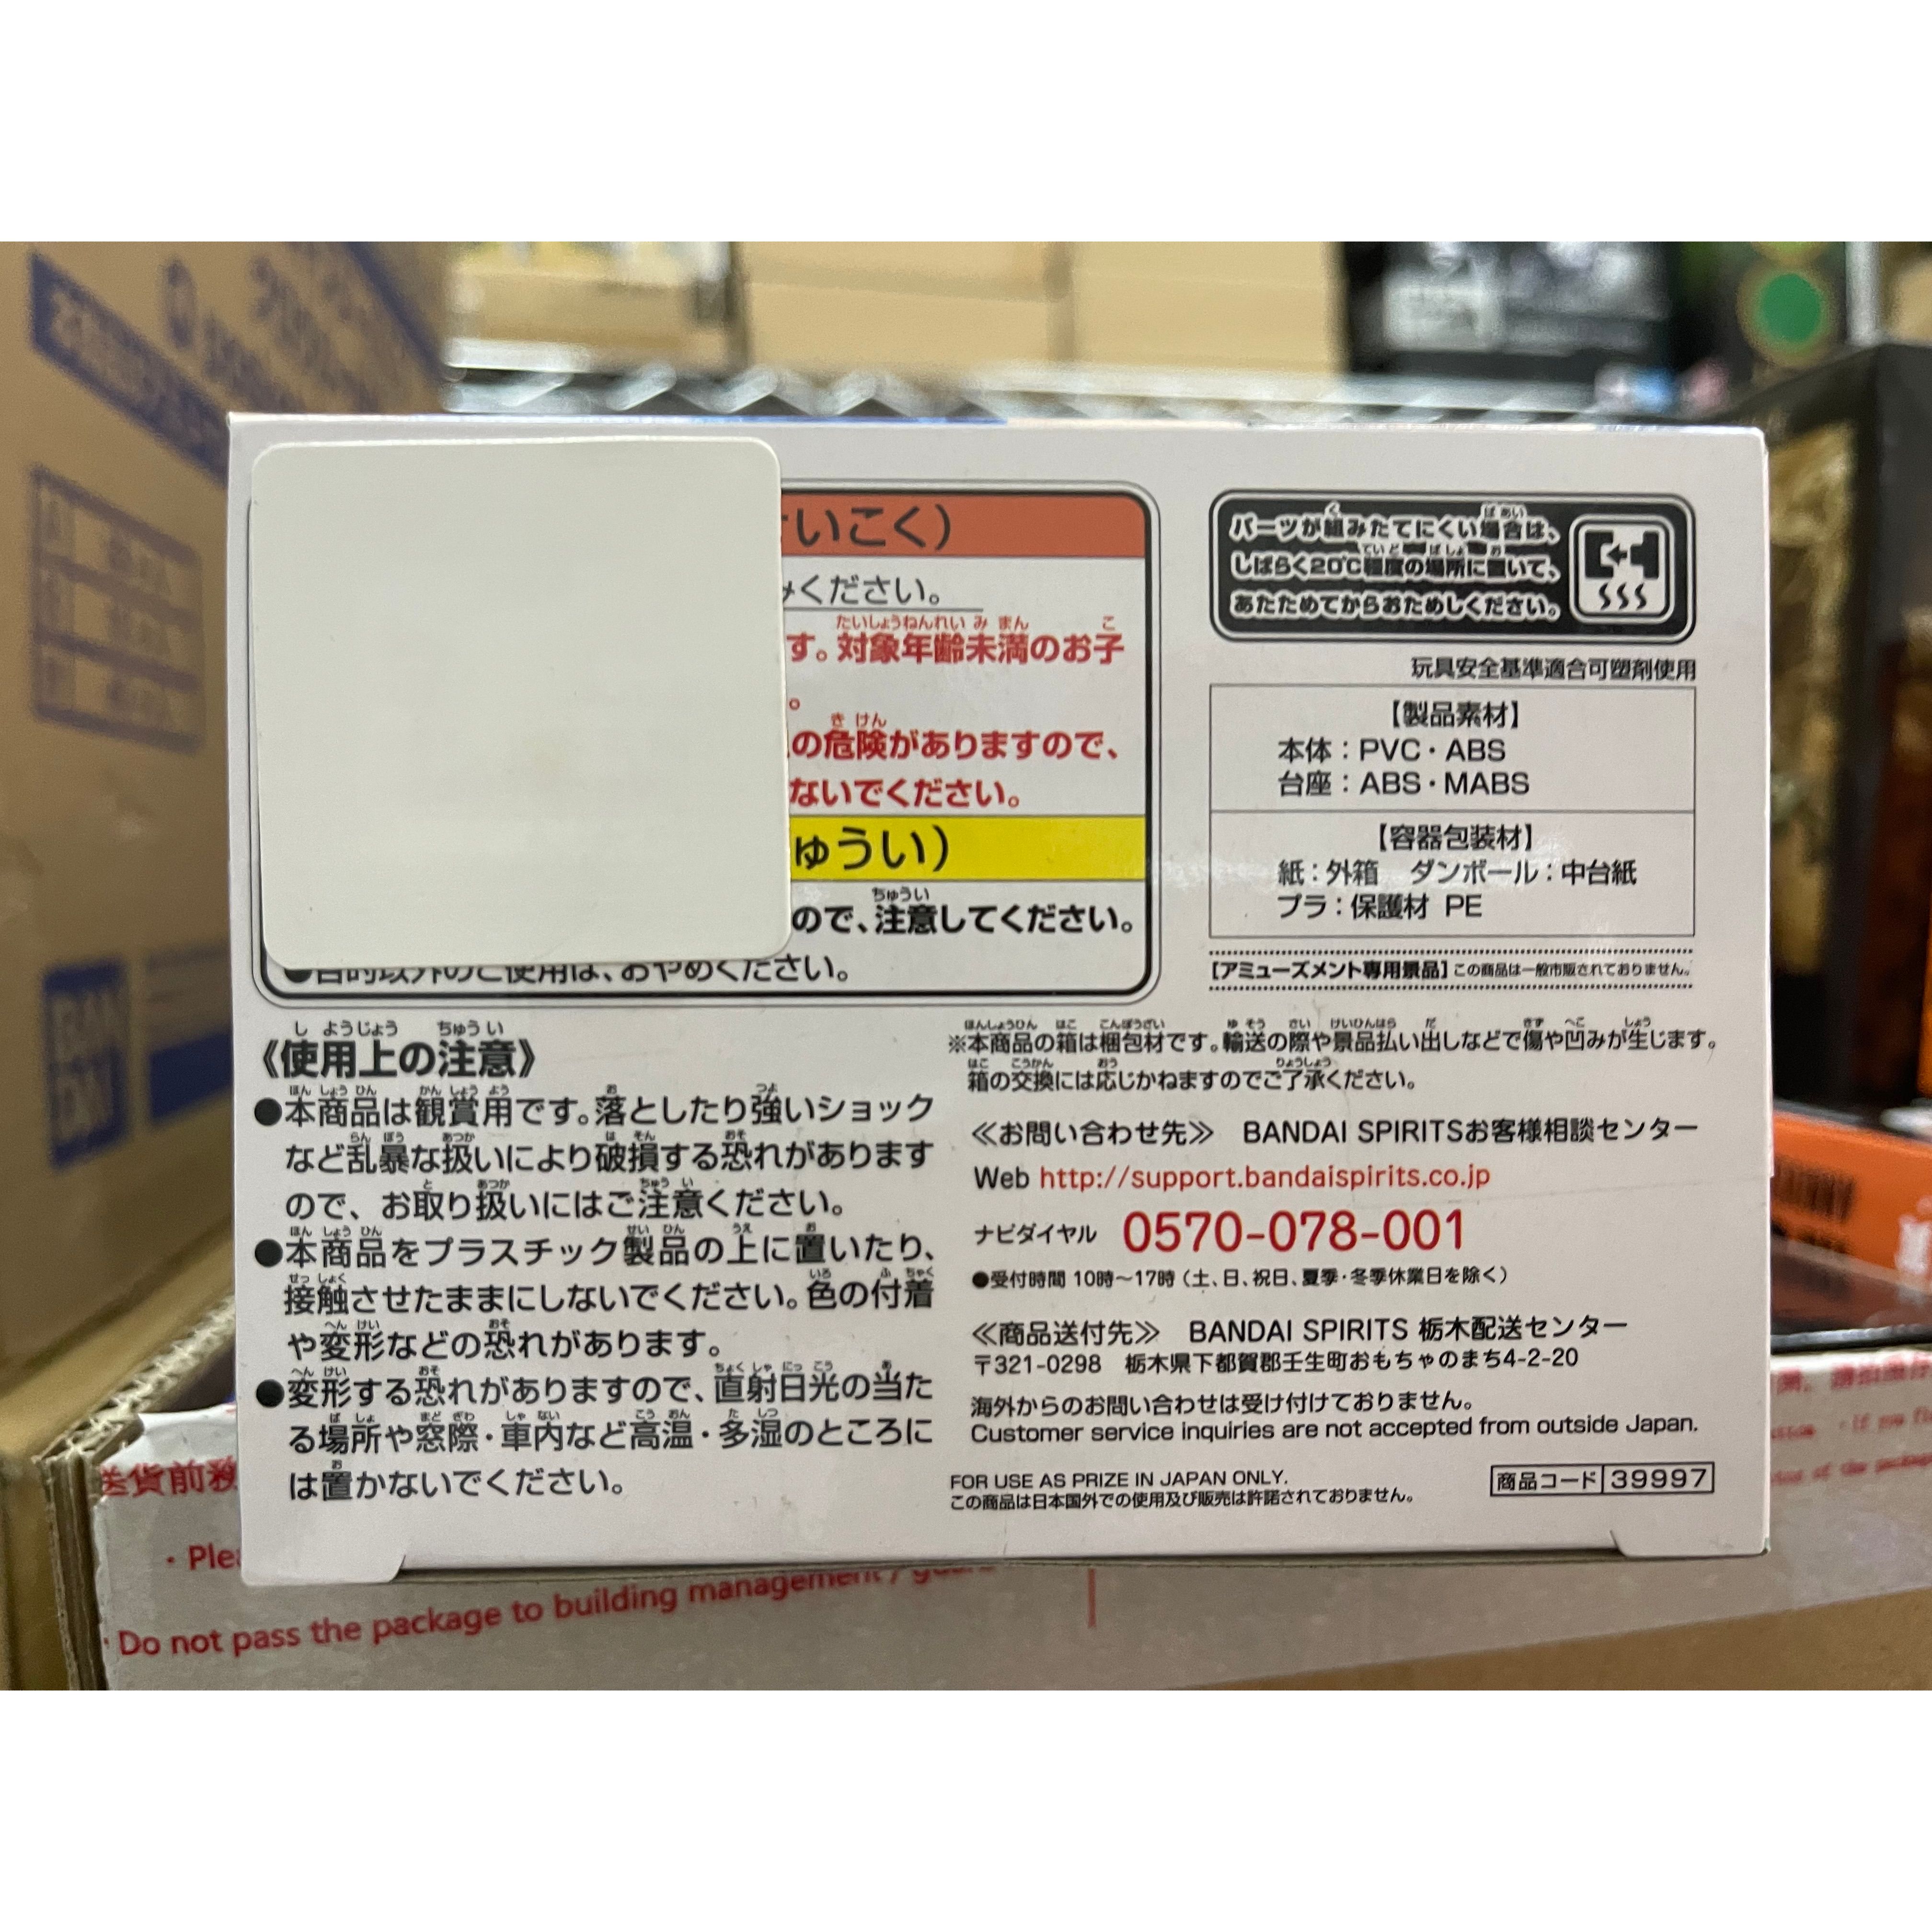 いこく）
ください。
す。対象年齢未満のお子
。
の危険がありますので、
ないでください。
ゅうい）
ので、注意してください。
●目的以外のご使用は、おやめください。
パーツが組みたてにくい場合は、
しばらく20℃程度の場所に置いて、
あたためてからおためしください。
玩具安全基準適合可塑剤使用
【製品素材】
本体：PVC・ABS
台座：ABS・MABS
【容器包装材】
紙：外箱 ダンボール：中台紙
プラ：保護材 PE
【アミューズメント専用景品】この商品は一般市販されておりません。
《使用上の注意》
●本商品は観賞用です。落としたり強いショック
など乱暴な扱いにより破損する恐れがあります
ので、お取り扱いにはご注意ください。
●本商品をプラスチック製品の上に置いたり、
接触させたままにしないでください。色の付着
や変形などの恐れがあります。
●変形する恐れがありますので、直射日光の当た
る場所や窓際・車内など高温・多湿のところに
は置かないでください。
※本商品の箱は梱包材です。輸送の際や景品払い出しなどで傷や凹みが生じます。
箱の交換には応じかねますのでご了承ください。
≪お問い合わせ先≫ BANDAI SPIRITSお客様相談センター
Web http://support.bandaispirits.co.jp
ナビダイヤル 0570-078-001
●受付時間 10時～17時（土、日、祝日、夏季・冬季休業日を除く）
≪商品送付先≫ BANDAI SPIRITS 栃木配送センター
〒321-0298 栃木県下都賀郡壬生町おもちゃのまち4-2-20
海外からのお問い合わせは受け付けておりません。
Customer service inquiries are not accepted from outside Japan.
FOR USE AS PRIZE IN JAPAN ONLY.
この商品は日本国外での使用及び販売は許諾されておりません。
商品コード 39997
送貨前務
・Plea
・Do not pass the package to building management /